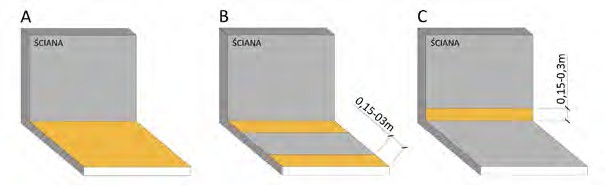 A
B
C
ŚCIANA
ŚCIANA
ŚCIANA
0,15-03m
0,15-0,3m